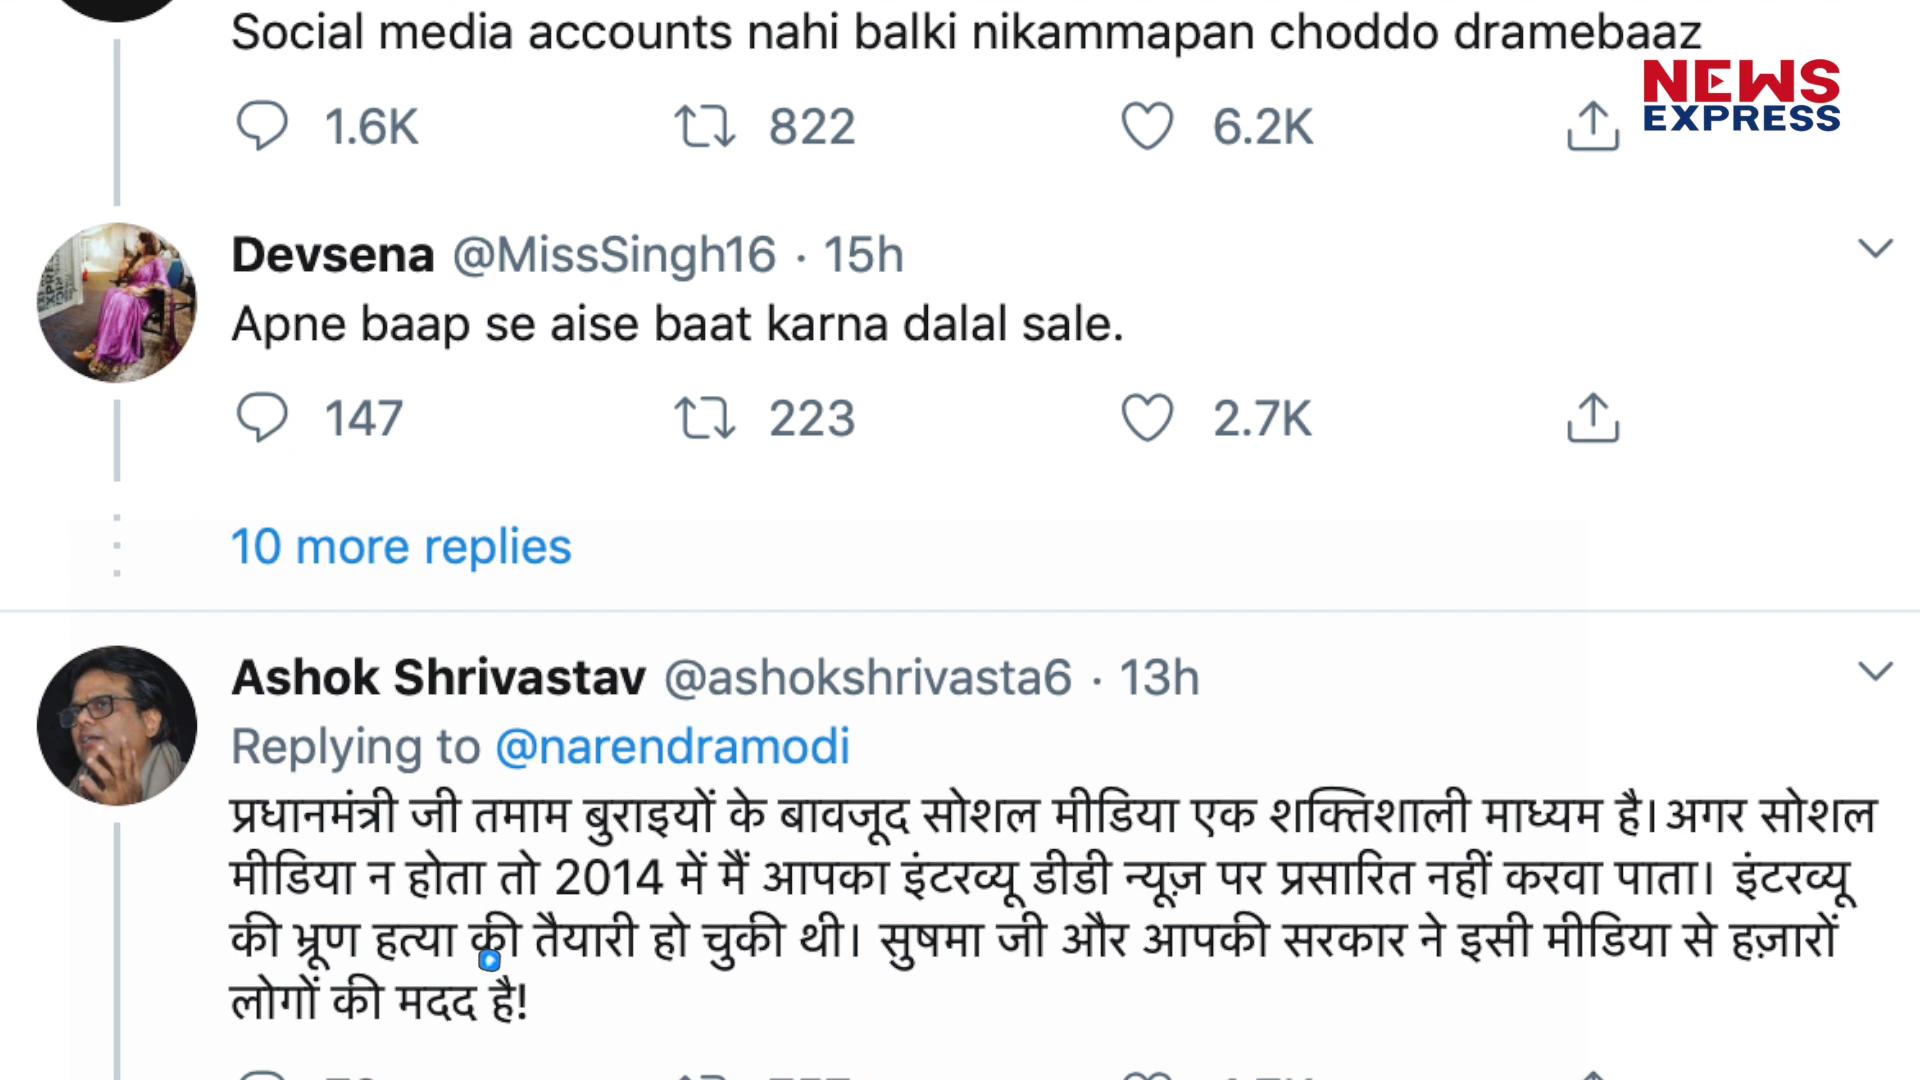 Social media accounts nahi balki nikammapan choddo dramebaaz
NEWS
EXPRESS
1.6K 822 6.2K
Devsena @MissSingh16 · 15h
Apne baap se aise baat karna dalal sale.
147 223 2.7K
10 more replies
Ashok Shrivastav @ashokshrivasta6 · 13h
Replying to @narendramodi
प्रधानमंत्री जी तमाम बुराइयों के बावजूद सोशल मीडिया एक शक्तिशाली माध्यम है। अगर सोशल
मीडिया न होता तो 2014 में मैं आपका इंटरव्यू डीडी न्यूज़ पर प्रसारित नहीं करवा पाता। इंटरव्यू
की भ्रूण हत्या की तैयारी हो चुकी थी। सुषमा जी और आपकी सरकार ने इसी मीडिया से हज़ारों
लोगों की मदद है!